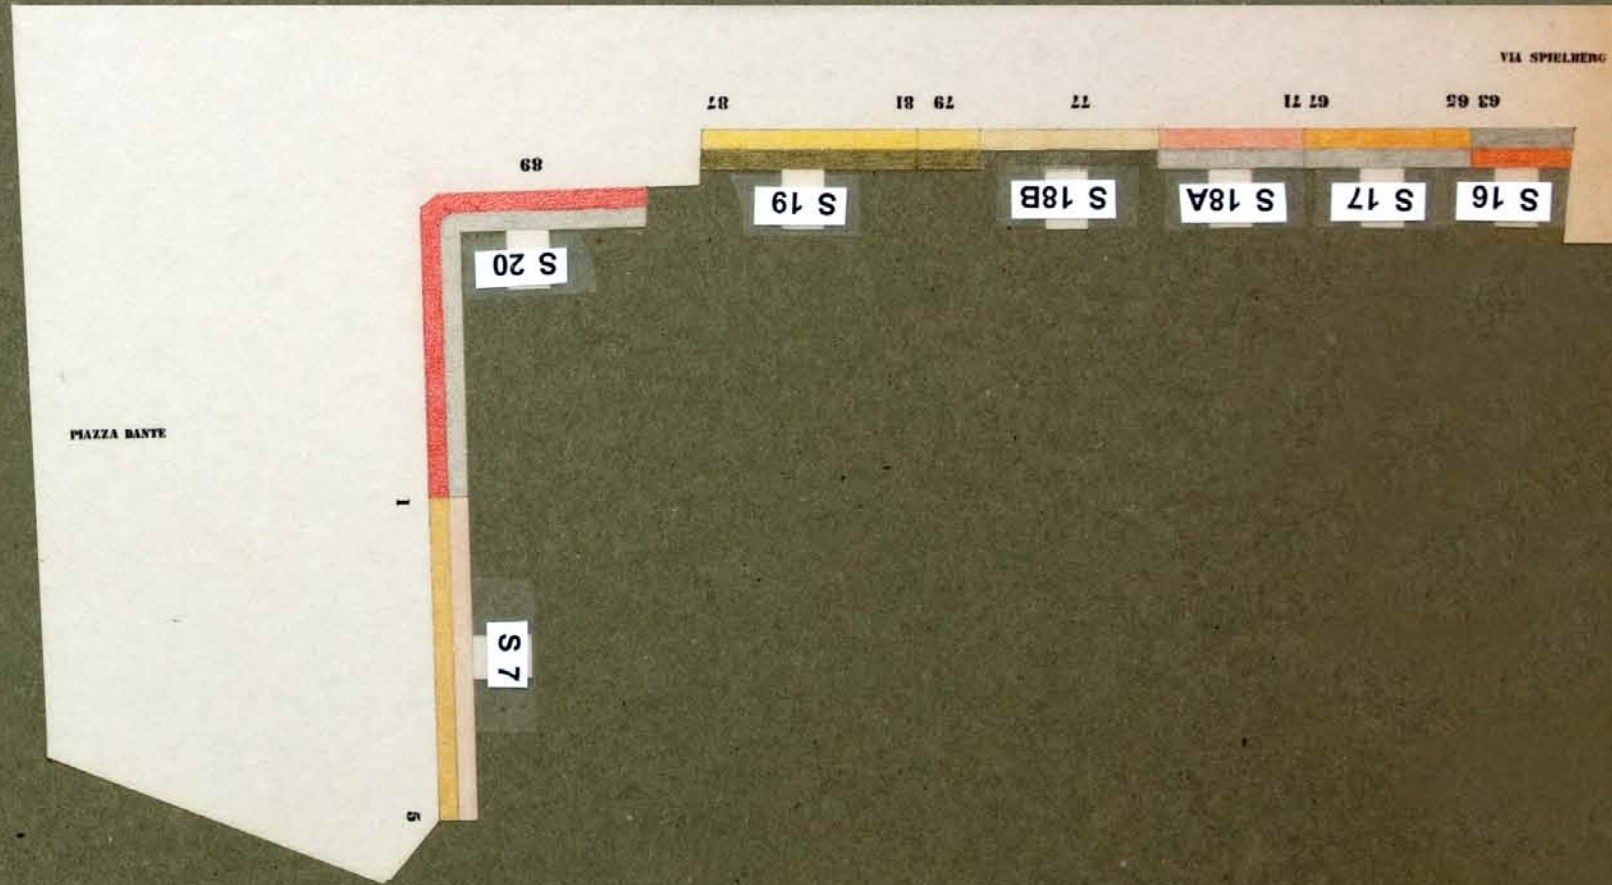 VIA SPIELBERG
87
81
79
77
71
67
65
63
89
S 19
S 18B
S 18A
S 17
S 16
S 20
PIAZZA DANTE
1
S 7
5